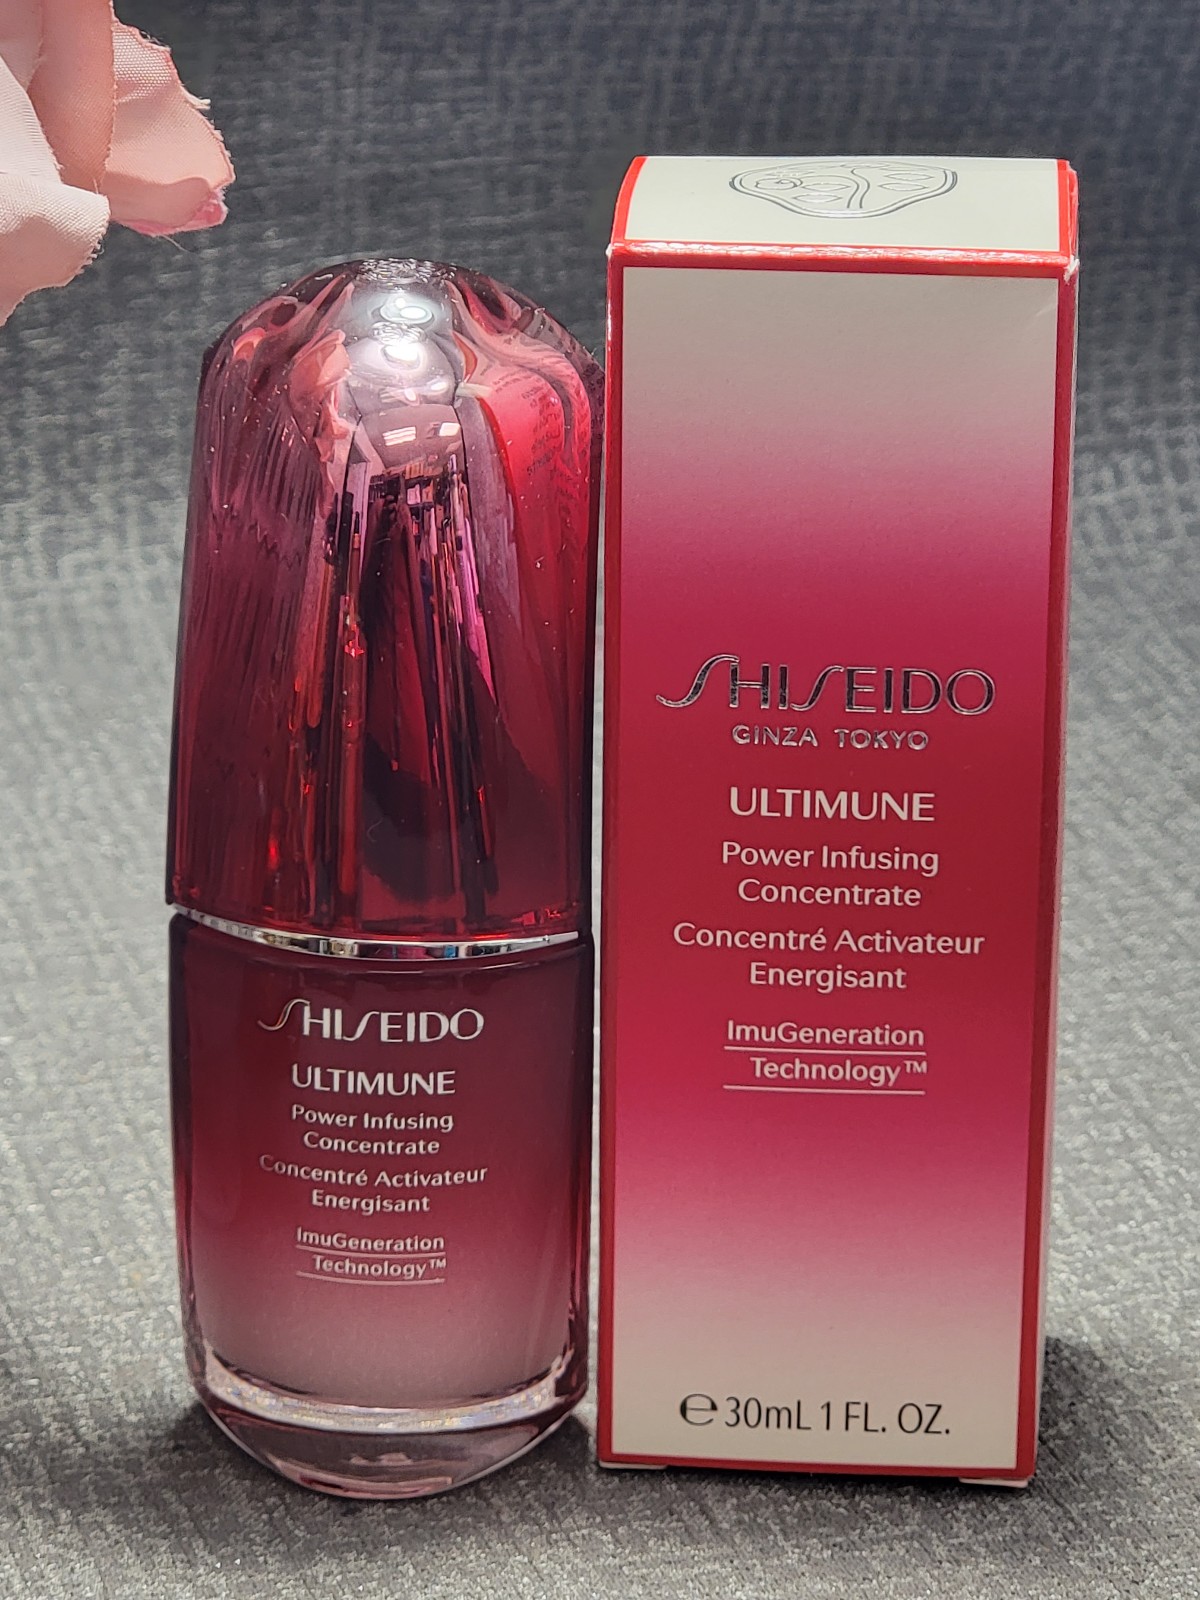 SHISEIDO
ULTIMUNE
Power Infusing
Concentrate
Concentré Activateur
Energisant
ImuGeneration
Technology™
SHISEIDO
GINZA TOKYO
ULTIMUNE
Power Infusing
Concentrate
Concentré Activateur
Energisant
ImuGeneration
Technology™
℮30mL 1 FL. OZ.